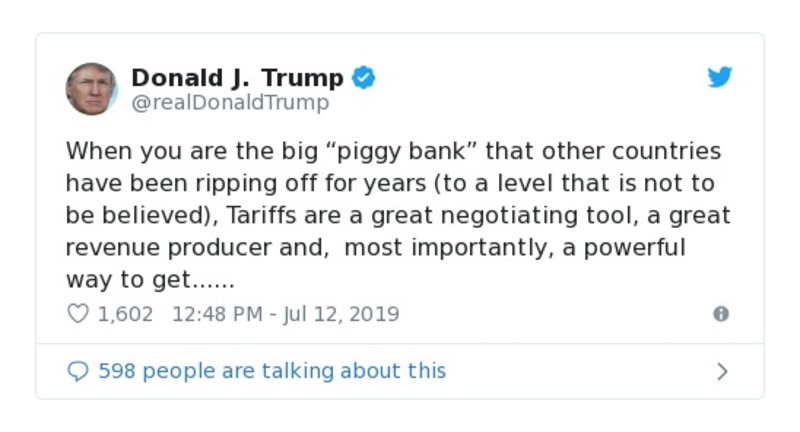 Donald J. Trump
@realDonaldTrump
When you are the big “piggy bank” that other countries
have been ripping off for years (to a level that is not to
be believed), Tariffs are a great negotiating tool, a great
revenue producer and,  most importantly, a powerful
way to get......
1,602 12:48 PM - Jul 12, 2019
598 people are talking about this